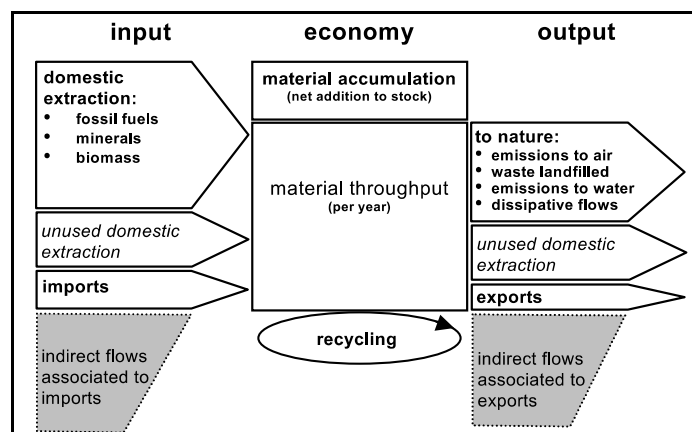 input
economy
output
domestic
extraction:
• fossil fuels
• minerals
• biomass
unused domestic
extraction
imports
indirect flows
associated to
imports
material accumulation
(net addition to stock)
material throughput
(per year)
recycling
to nature:
• emissions to air
• waste landfilled
• emissions to water
• dissipative flows
unused domestic
extraction
exports
indirect flows
associated to
exports